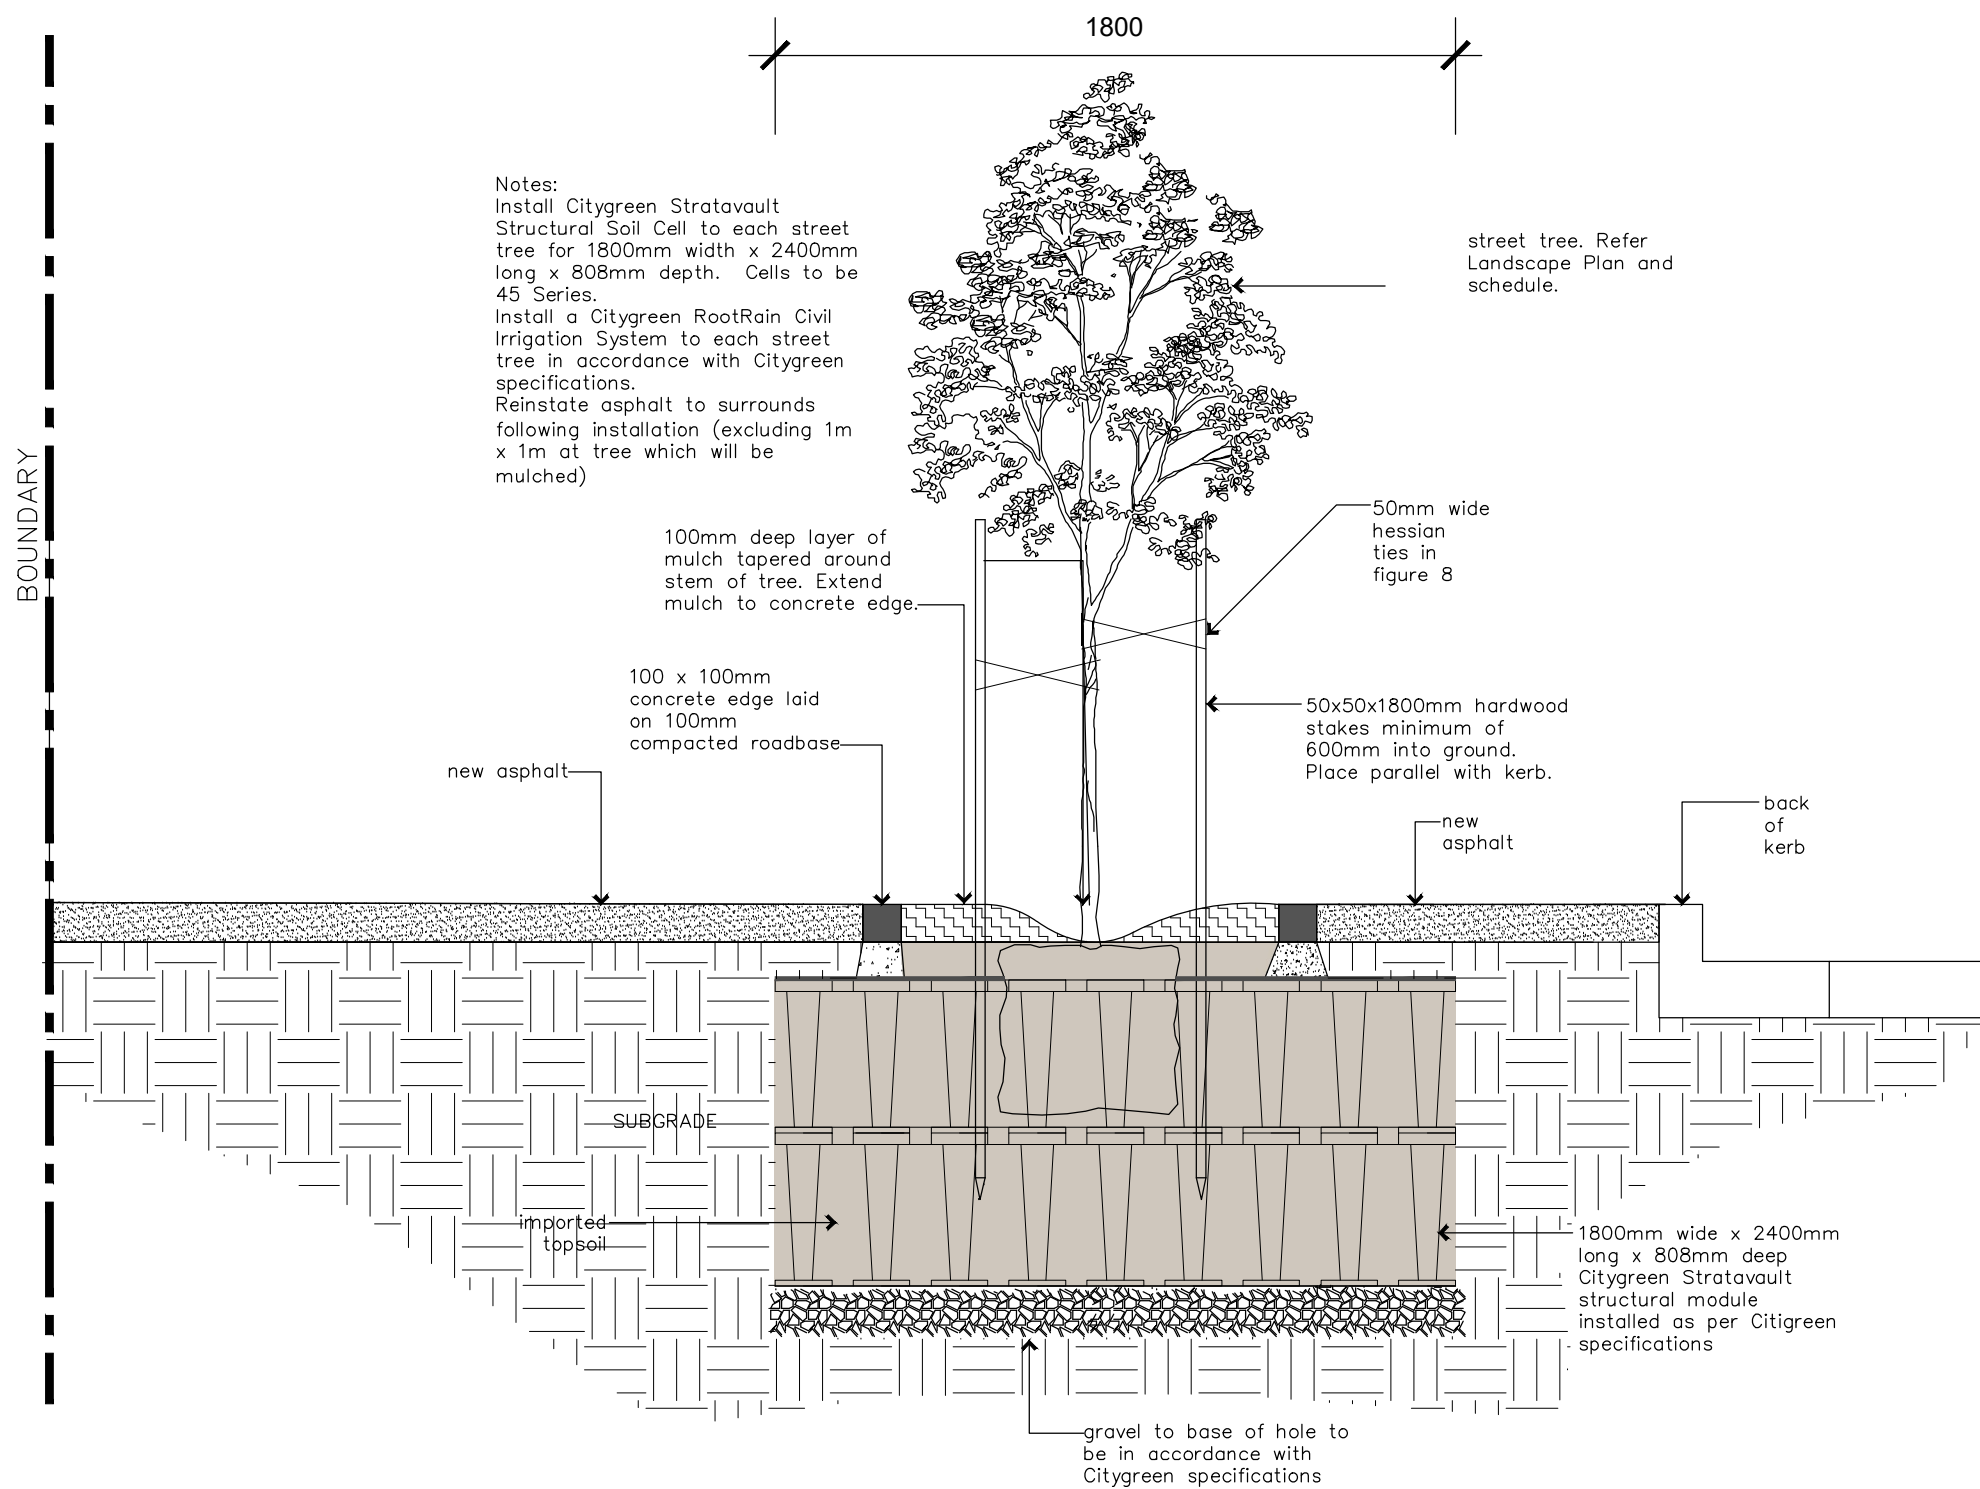 1800
Notes:
Install Citygreen Stratavault
Structural Soil Cell to each street
tree for 1800mm width x 2400mm
long x 808mm depth.  Cells to be
45 Series.
Install a Citygreen RootRain Civil
Irrigation System to each street
tree in accordance with Citygreen
specifications.
Reinstate asphalt to surrounds
following installation (excluding 1m
x 1m at tree which will be
mulched)
street tree. Refer
Landscape Plan and
schedule.
BOUNDARY
50mm wide
hessian
ties in
figure 8
100mm deep layer of
mulch tapered around
stem of tree. Extend
mulch to concrete edge.
100 x 100mm
concrete edge laid
on 100mm
compacted roadbase
50x50x1800mm hardwood
stakes minimum of
600mm into ground.
Place parallel with kerb.
new asphalt
new
asphalt
back
of
kerb
SUBGRADE
imported
topsoil
1800mm wide x 2400mm
long x 808mm deep
Citygreen Stratavault
structural module
installed as per Citigreen
specifications
gravel to base of hole to
be in accordance with
Citygreen specifications